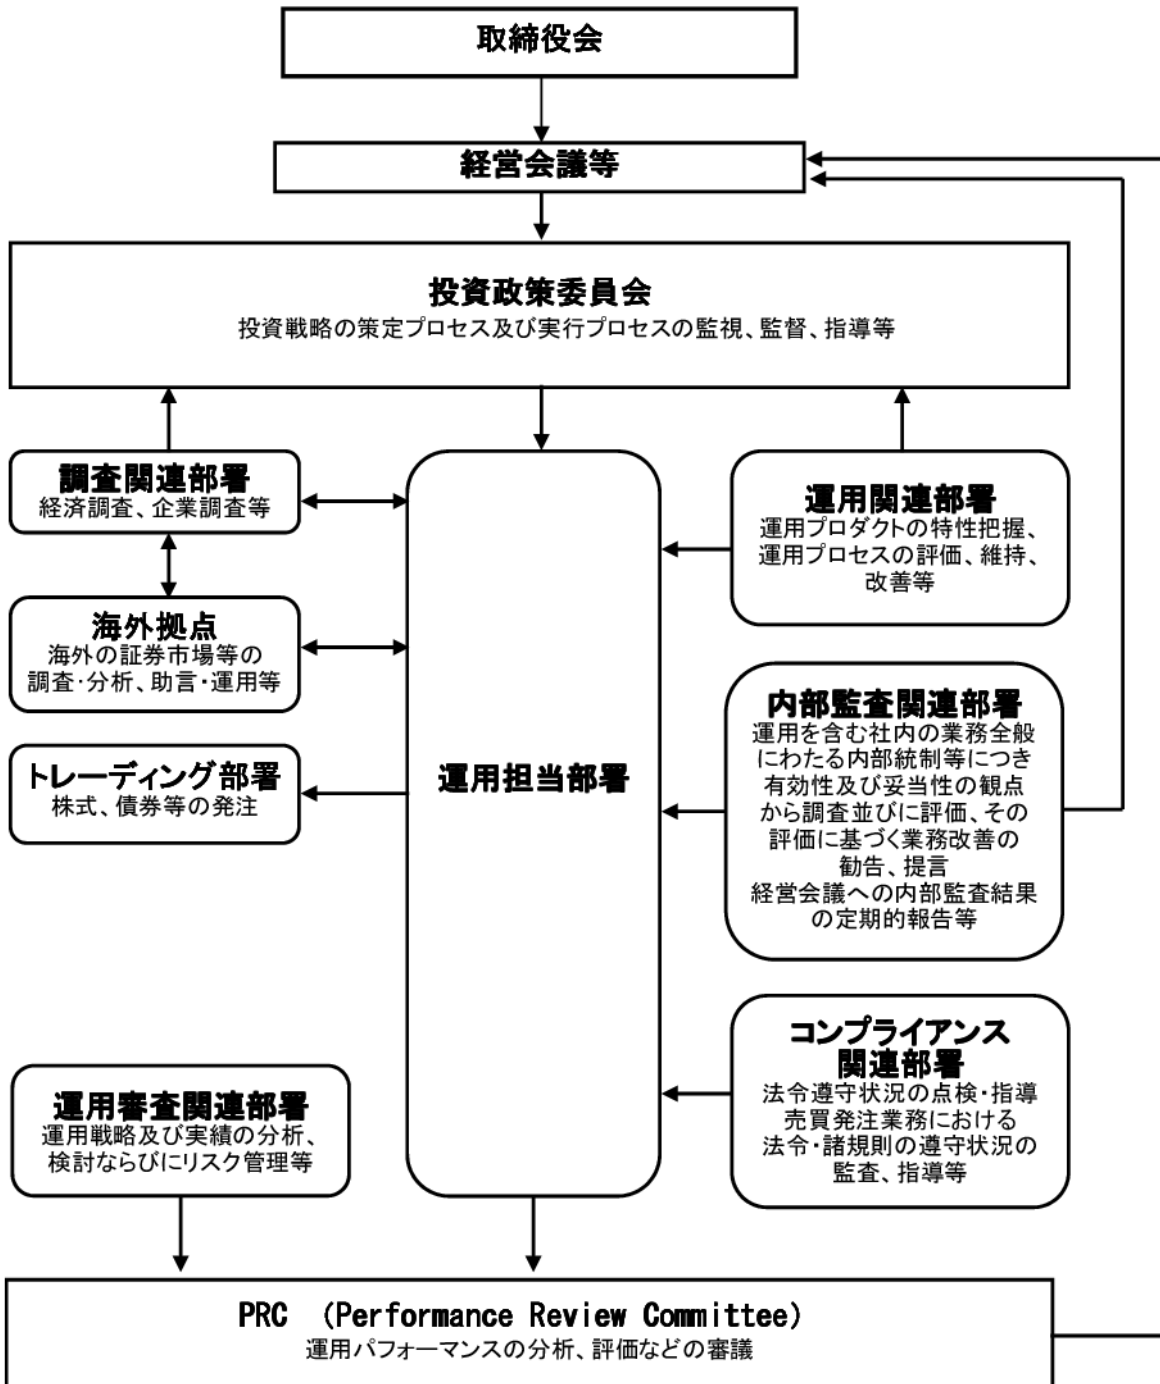 取締役会
経営会議等
投資政策委員会
投資戦略の策定プロセス及び実行プロセスの監視、監督、指導等
調査関連部署
経済調査、企業調査等
海外拠点
海外の証券市場等の
調査・分析、助言・運用等
トレーディング部署
株式、債券等の発注
運用審査関連部署
運用戦略及び実績の分析、
検討ならびにリスク管理等
運用担当部署
運用関連部署
運用プロダクトの特性把握、
運用プロセスの評価、維持、
改善等
内部監査関連部署
運用を含む社内の業務全般
にわたる内部統制等につき
有効性及び妥当性の観点
から調査並びに評価、その
評価に基づく業務改善の
勧告、提言
経営会議への内部監査結果
の定期的報告等
コンプライアンス
関連部署
法令遵守状況の点検・指導
売買発注業務における
法令・諸規則の遵守状況の
監査、指導等
PRC （Performance Review Committee）
運用パフォーマンスの分析、評価などの審議